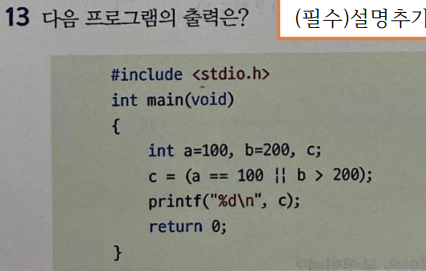 13 다음 프로그램의 출력은?
(필수)설명추가
#include <stdio.h>
int main(void)
{
int a=100, b=200, c;
c = (a == 100 || b > 200);
printf("%d\n", c);
return 0;
}